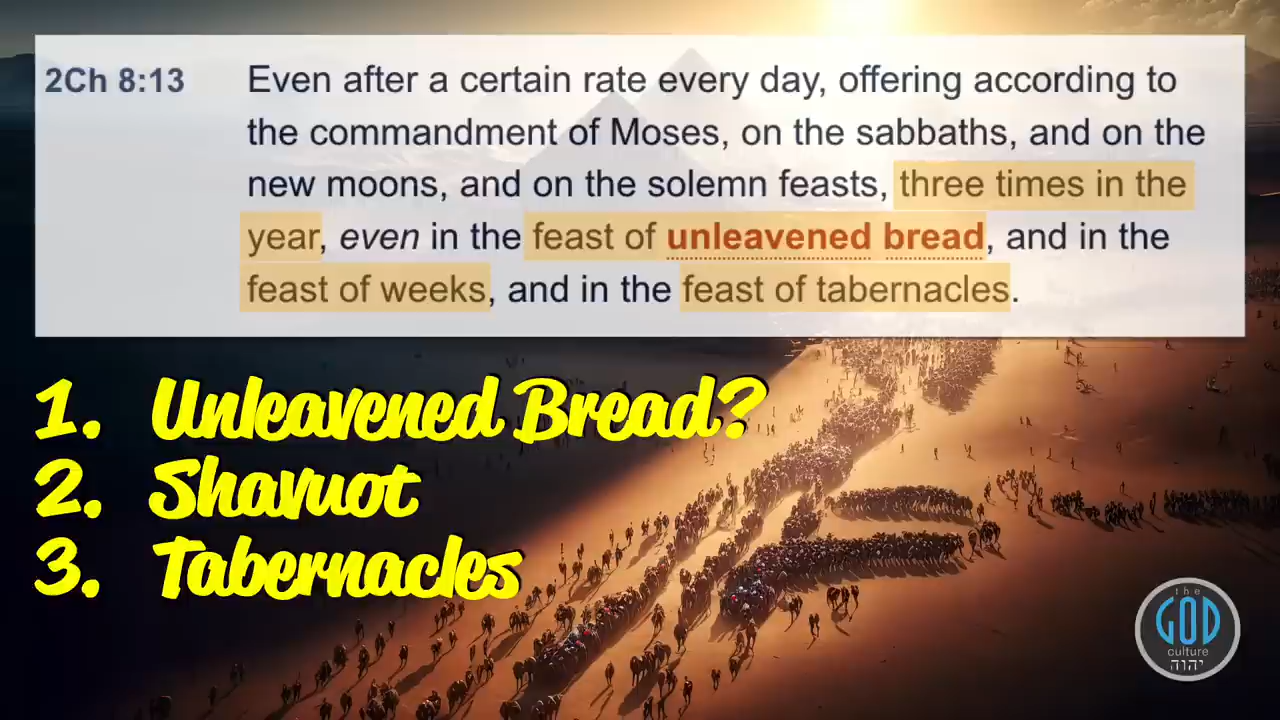 2Ch 8:13 Even after a certain rate every day, offering according to
the commandment of Moses, on the sabbaths, and on the
new moons, and on the solemn feasts, three times in the
year, even in the feast of unleavened bread, and in the
feast of weeks, and in the feast of tabernacles.
1. Unleavened Bread?
2. Shavuot
3. Tabernacles
the
GOD
culture
יהוה